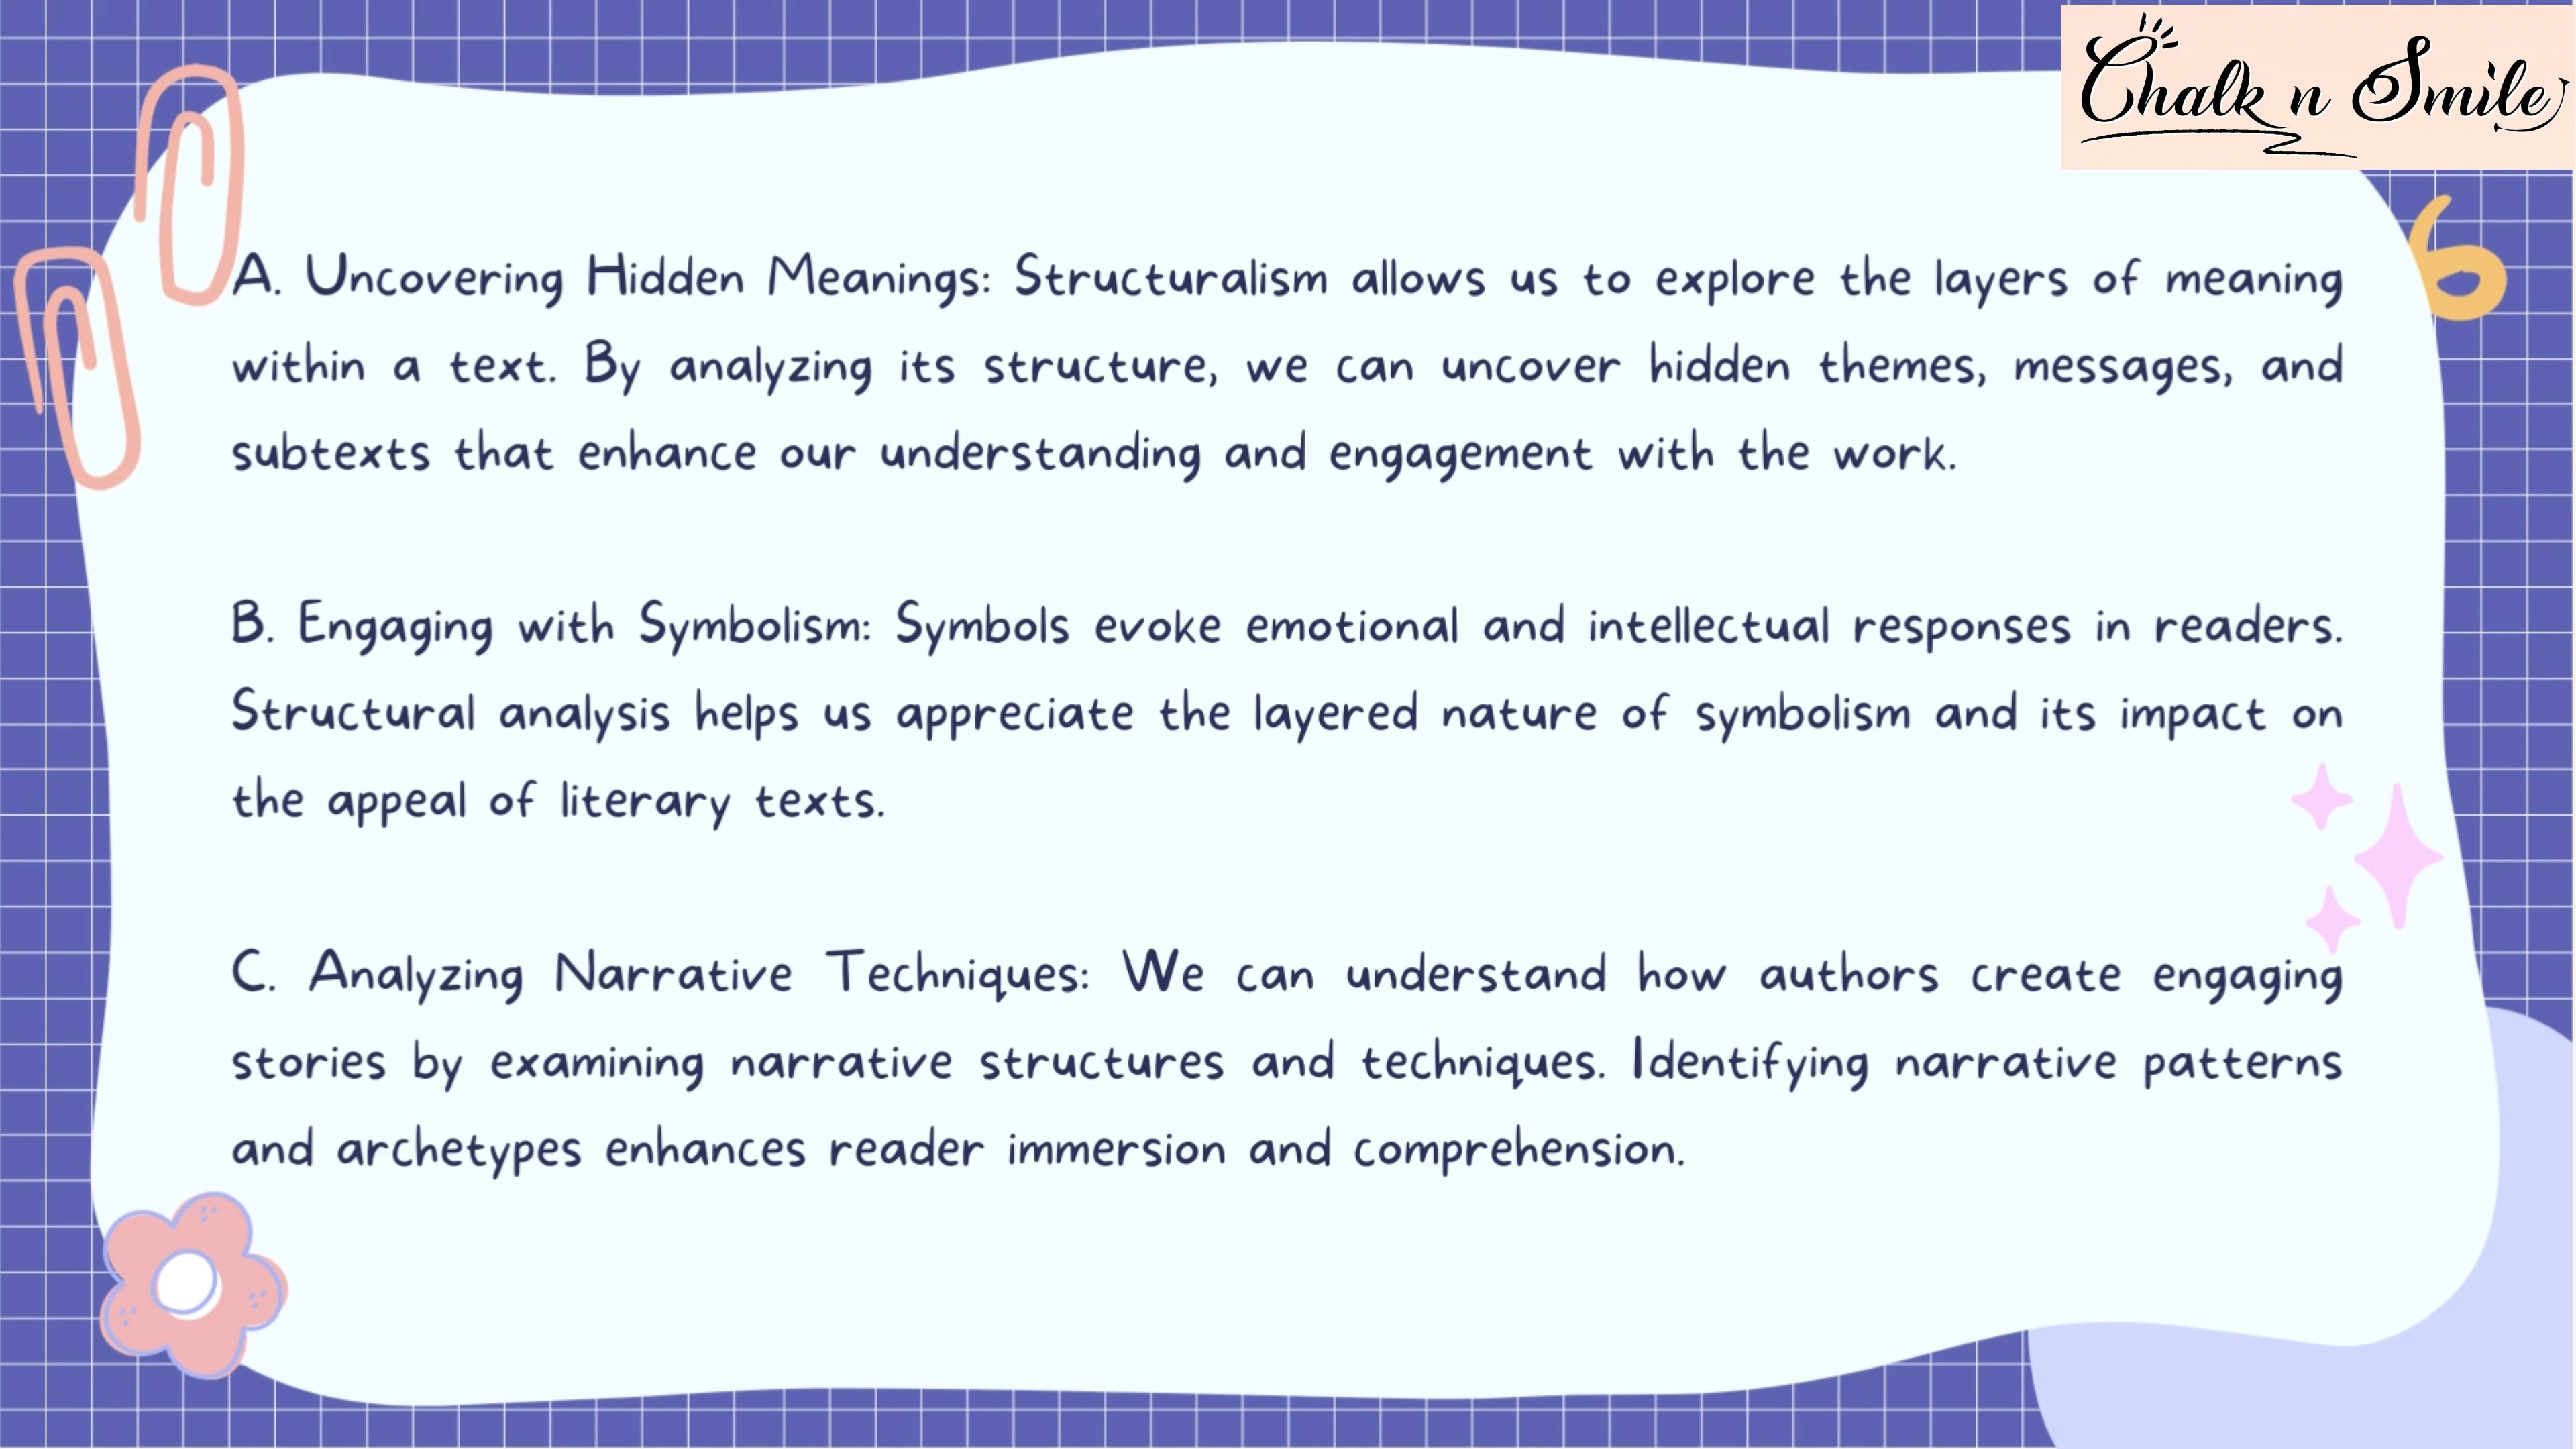 Chalk n Smile
A. Uncovering Hidden Meanings: Structuralism allows us to explore the layers of meaning
within a text. By analyzing its structure, we can uncover hidden themes, messages, and
subtexts that enhance our understanding and engagement with the work.
B. Engaging with Symbolism: Symbols evoke emotional and intellectual responses in readers.
Structural analysis helps us appreciate the layered nature of symbolism and its impact on
the appeal of literary texts.
C. Analyzing Narrative Techniques: We can understand how authors create engaging
stories by examining narrative structures and techniques. Identifying narrative patterns
and archetypes enhances reader immersion and comprehension.